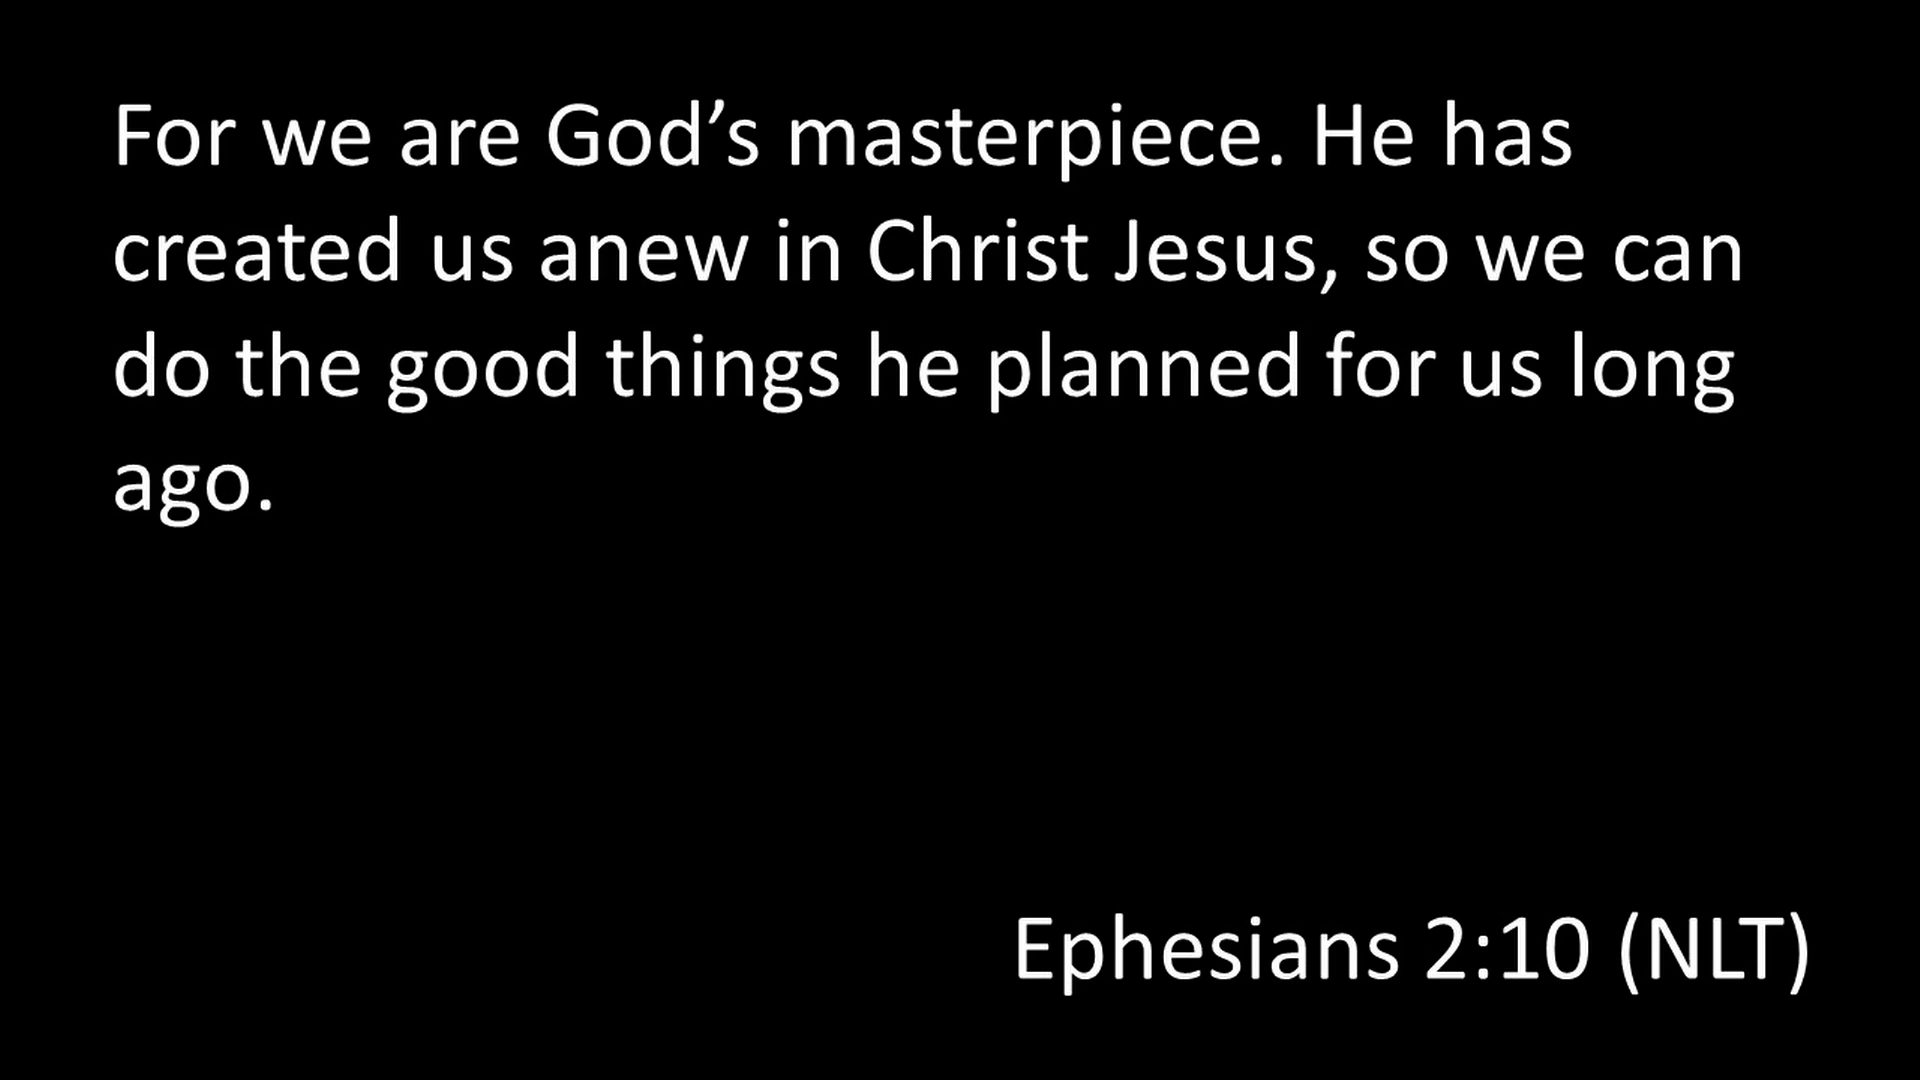 For we are God’s masterpiece. He has
created us anew in Christ Jesus, so we can
do the good things he planned for us long
ago.
Ephesians 2:10 (NLT)